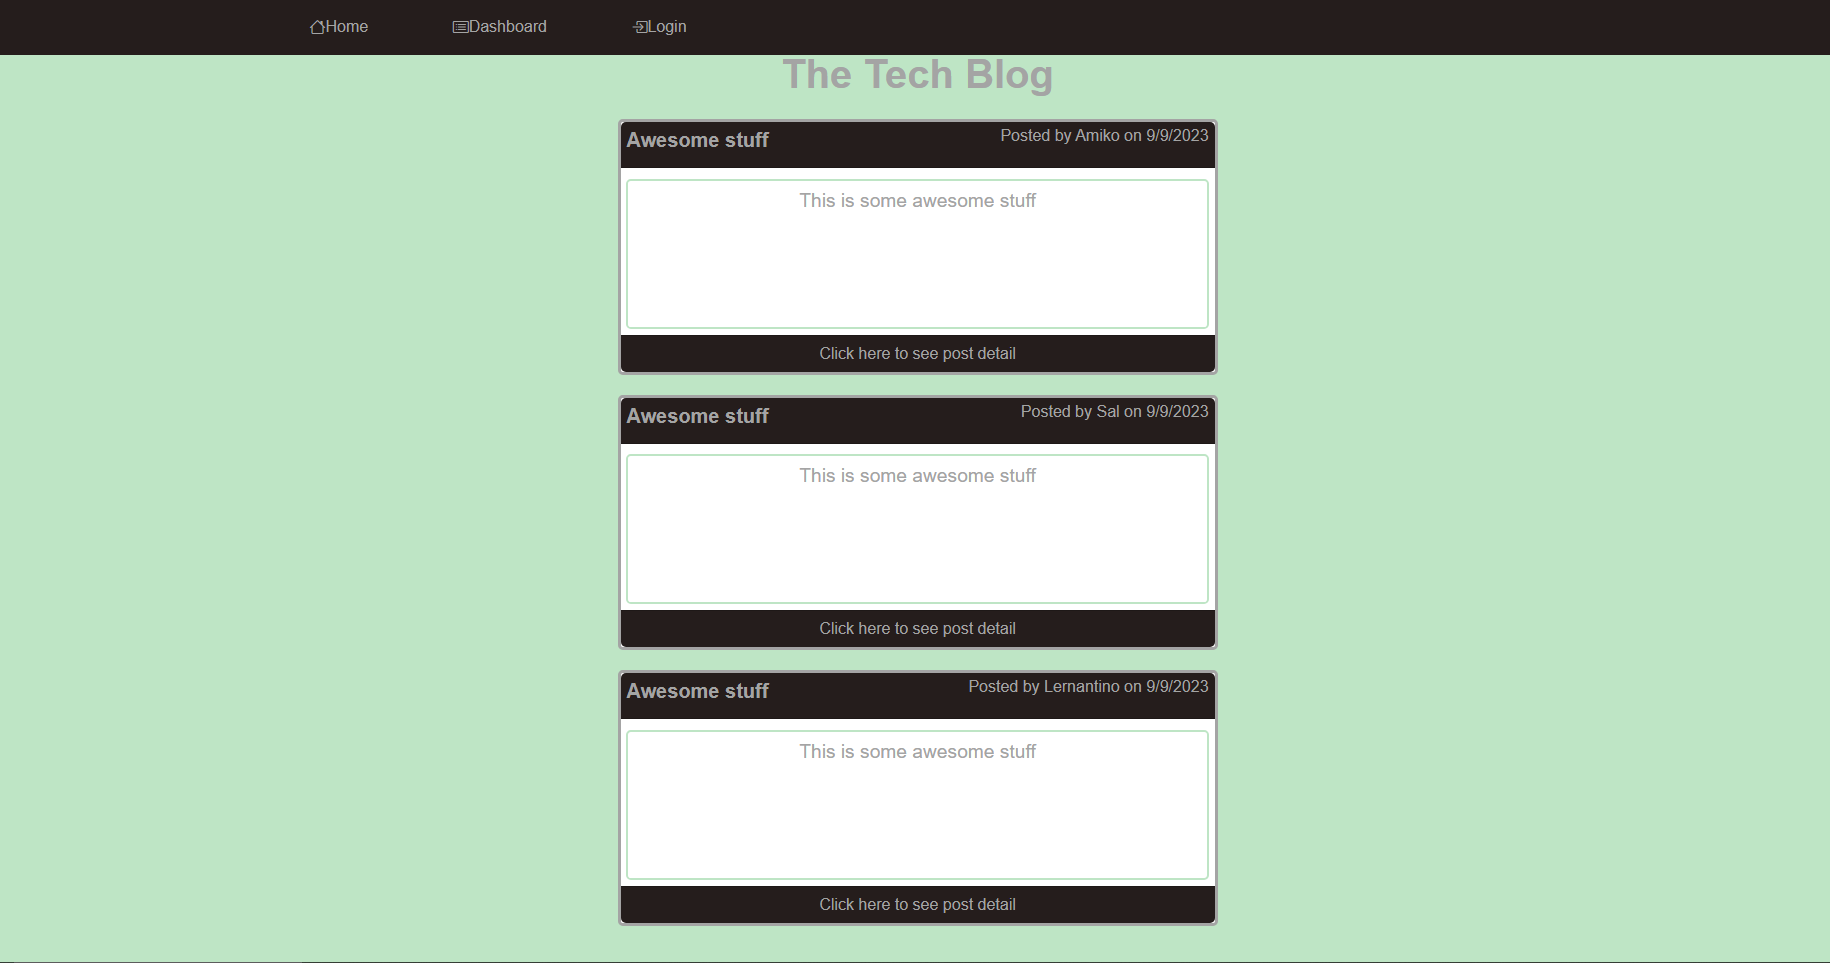 Home Dashboard Login
The Tech Blog
Awesome stuff Posted by Amiko on 9/9/2023
This is some awesome stuff
Click here to see post detail
Awesome stuff Posted by Sal on 9/9/2023
This is some awesome stuff
Click here to see post detail
Awesome stuff Posted by Lernantino on 9/9/2023
This is some awesome stuff
Click here to see post detail